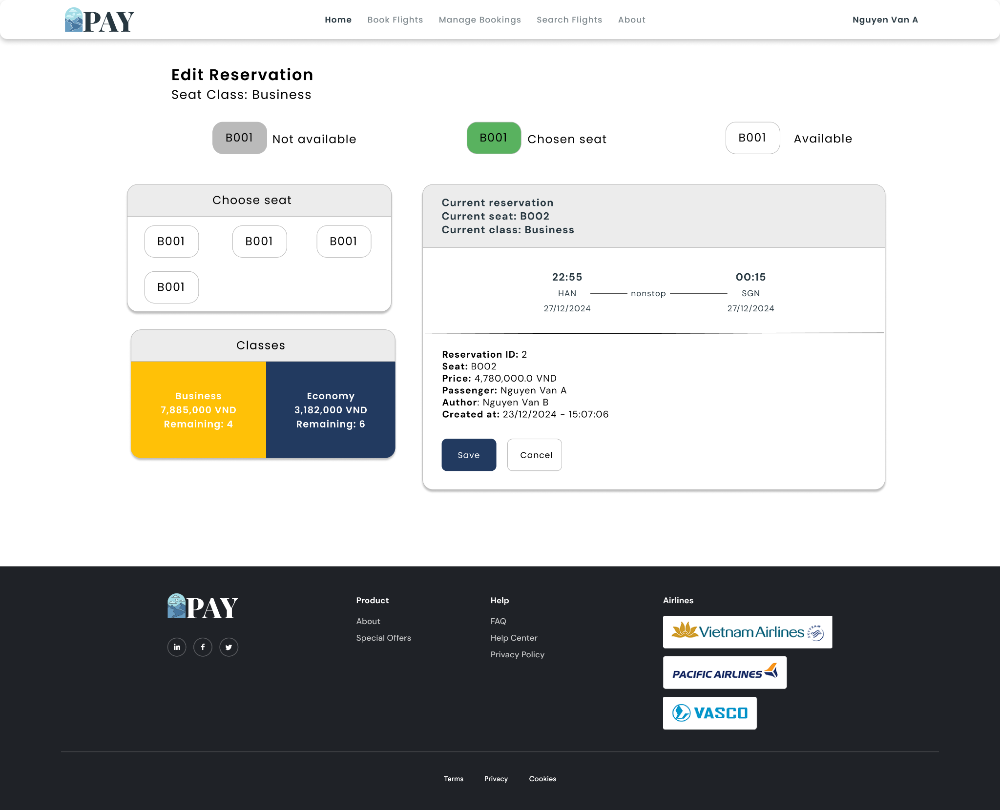 PAY
Home Book Flights Manage Bookings Search Flights About
Nguyen Van A
Edit Reservation
Seat Class: Business
B001 Not available
B001 Chosen seat
B001 Available
Choose seat
B001 B001 B001
B001
Classes
Business
7,885,000 VND
Remaining: 4
Economy
3,182,000 VND
Remaining: 6
Current reservation
Current seat: B002
Current class: Business
22:55
HAN
27/12/2024
nonstop
00:15
SGN
27/12/2024
Reservation ID: 2
Seat: B002
Price: 4,780,000.0 VND
Passenger: Nguyen Van A
Author: Nguyen Van B
Created at: 23/12/2024 - 15:07:06
Save
Cancel
PAY
in f
Product
About
Special Offers
Help
FAQ
Help Center
Privacy Policy
Airlines
Vietnam Airlines
SKYTEAM
PACIFIC AIRLINES
VASCO
Terms Privacy Cookies